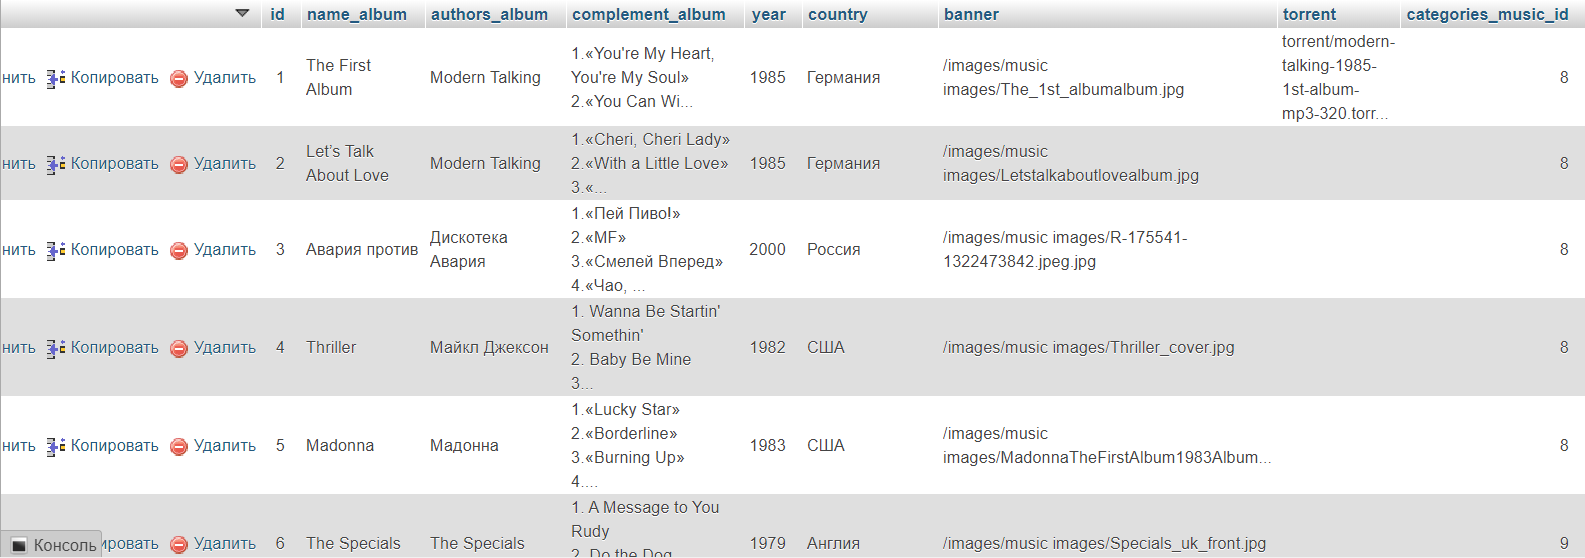 id name_album authors_album complement_album year country banner torrent categories_music_id
нить Копировать Удалить 1 The First Album Modern Talking 1.«You're My Heart, You're My Soul» 2.«You Can Wi... 1985 Германия /images/music images/The_1st_albumalbum.jpg torrent/modern-talking-1985-1st-album-mp3-320.torr... 8
нить Копировать Удалить 2 Let's Talk About Love Modern Talking 1.«Cheri, Cheri Lady» 2.«With a Little Love» 3.«... 1985 Германия /images/music images/Letstalkaboutlovealbum.jpg 8
нить Копировать Удалить 3 Авария против Дискотека Авария 1.«Пей Пиво!» 2.«MF» 3.«Смелей Вперед» 4.«Чао, ... 2000 Россия /images/music images/R-175541-1322473842.jpeg.jpg 8
нить Копировать Удалить 4 Thriller Майкл Джексон 1. Wanna Be Startin' Somethin' 2. Baby Be Mine 3... 1982 США /images/music images/Thriller_cover.jpg 8
нить Копировать Удалить 5 Madonna Мадонна 1.«Lucky Star» 2.«Borderline» 3.«Burning Up» 4.... 1983 США /images/music images/MadonnaTheFirstAlbum1983Album... 8
ировать Удалить 6 The Specials The Specials 1. A Message to You Rudy 2. Do the Dog 1979 Англия /images/music images/Specials_uk_front.jpg 9
Консоль